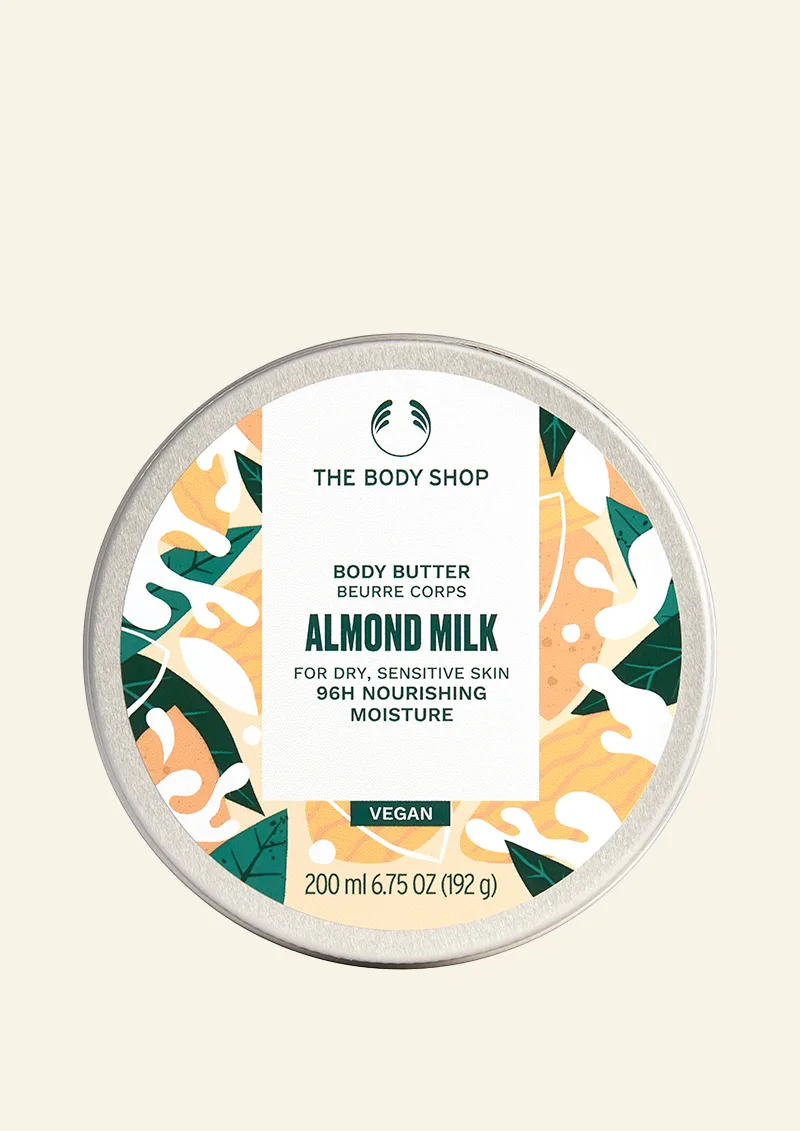 THE BODY SHOP
BODY BUTTER
BEURRE CORPS
ALMOND MILK
FOR DRY, SENSITIVE SKIN
96H NOURISHING
MOISTURE
VEGAN
200 ml 6.75 OZ (192 g)